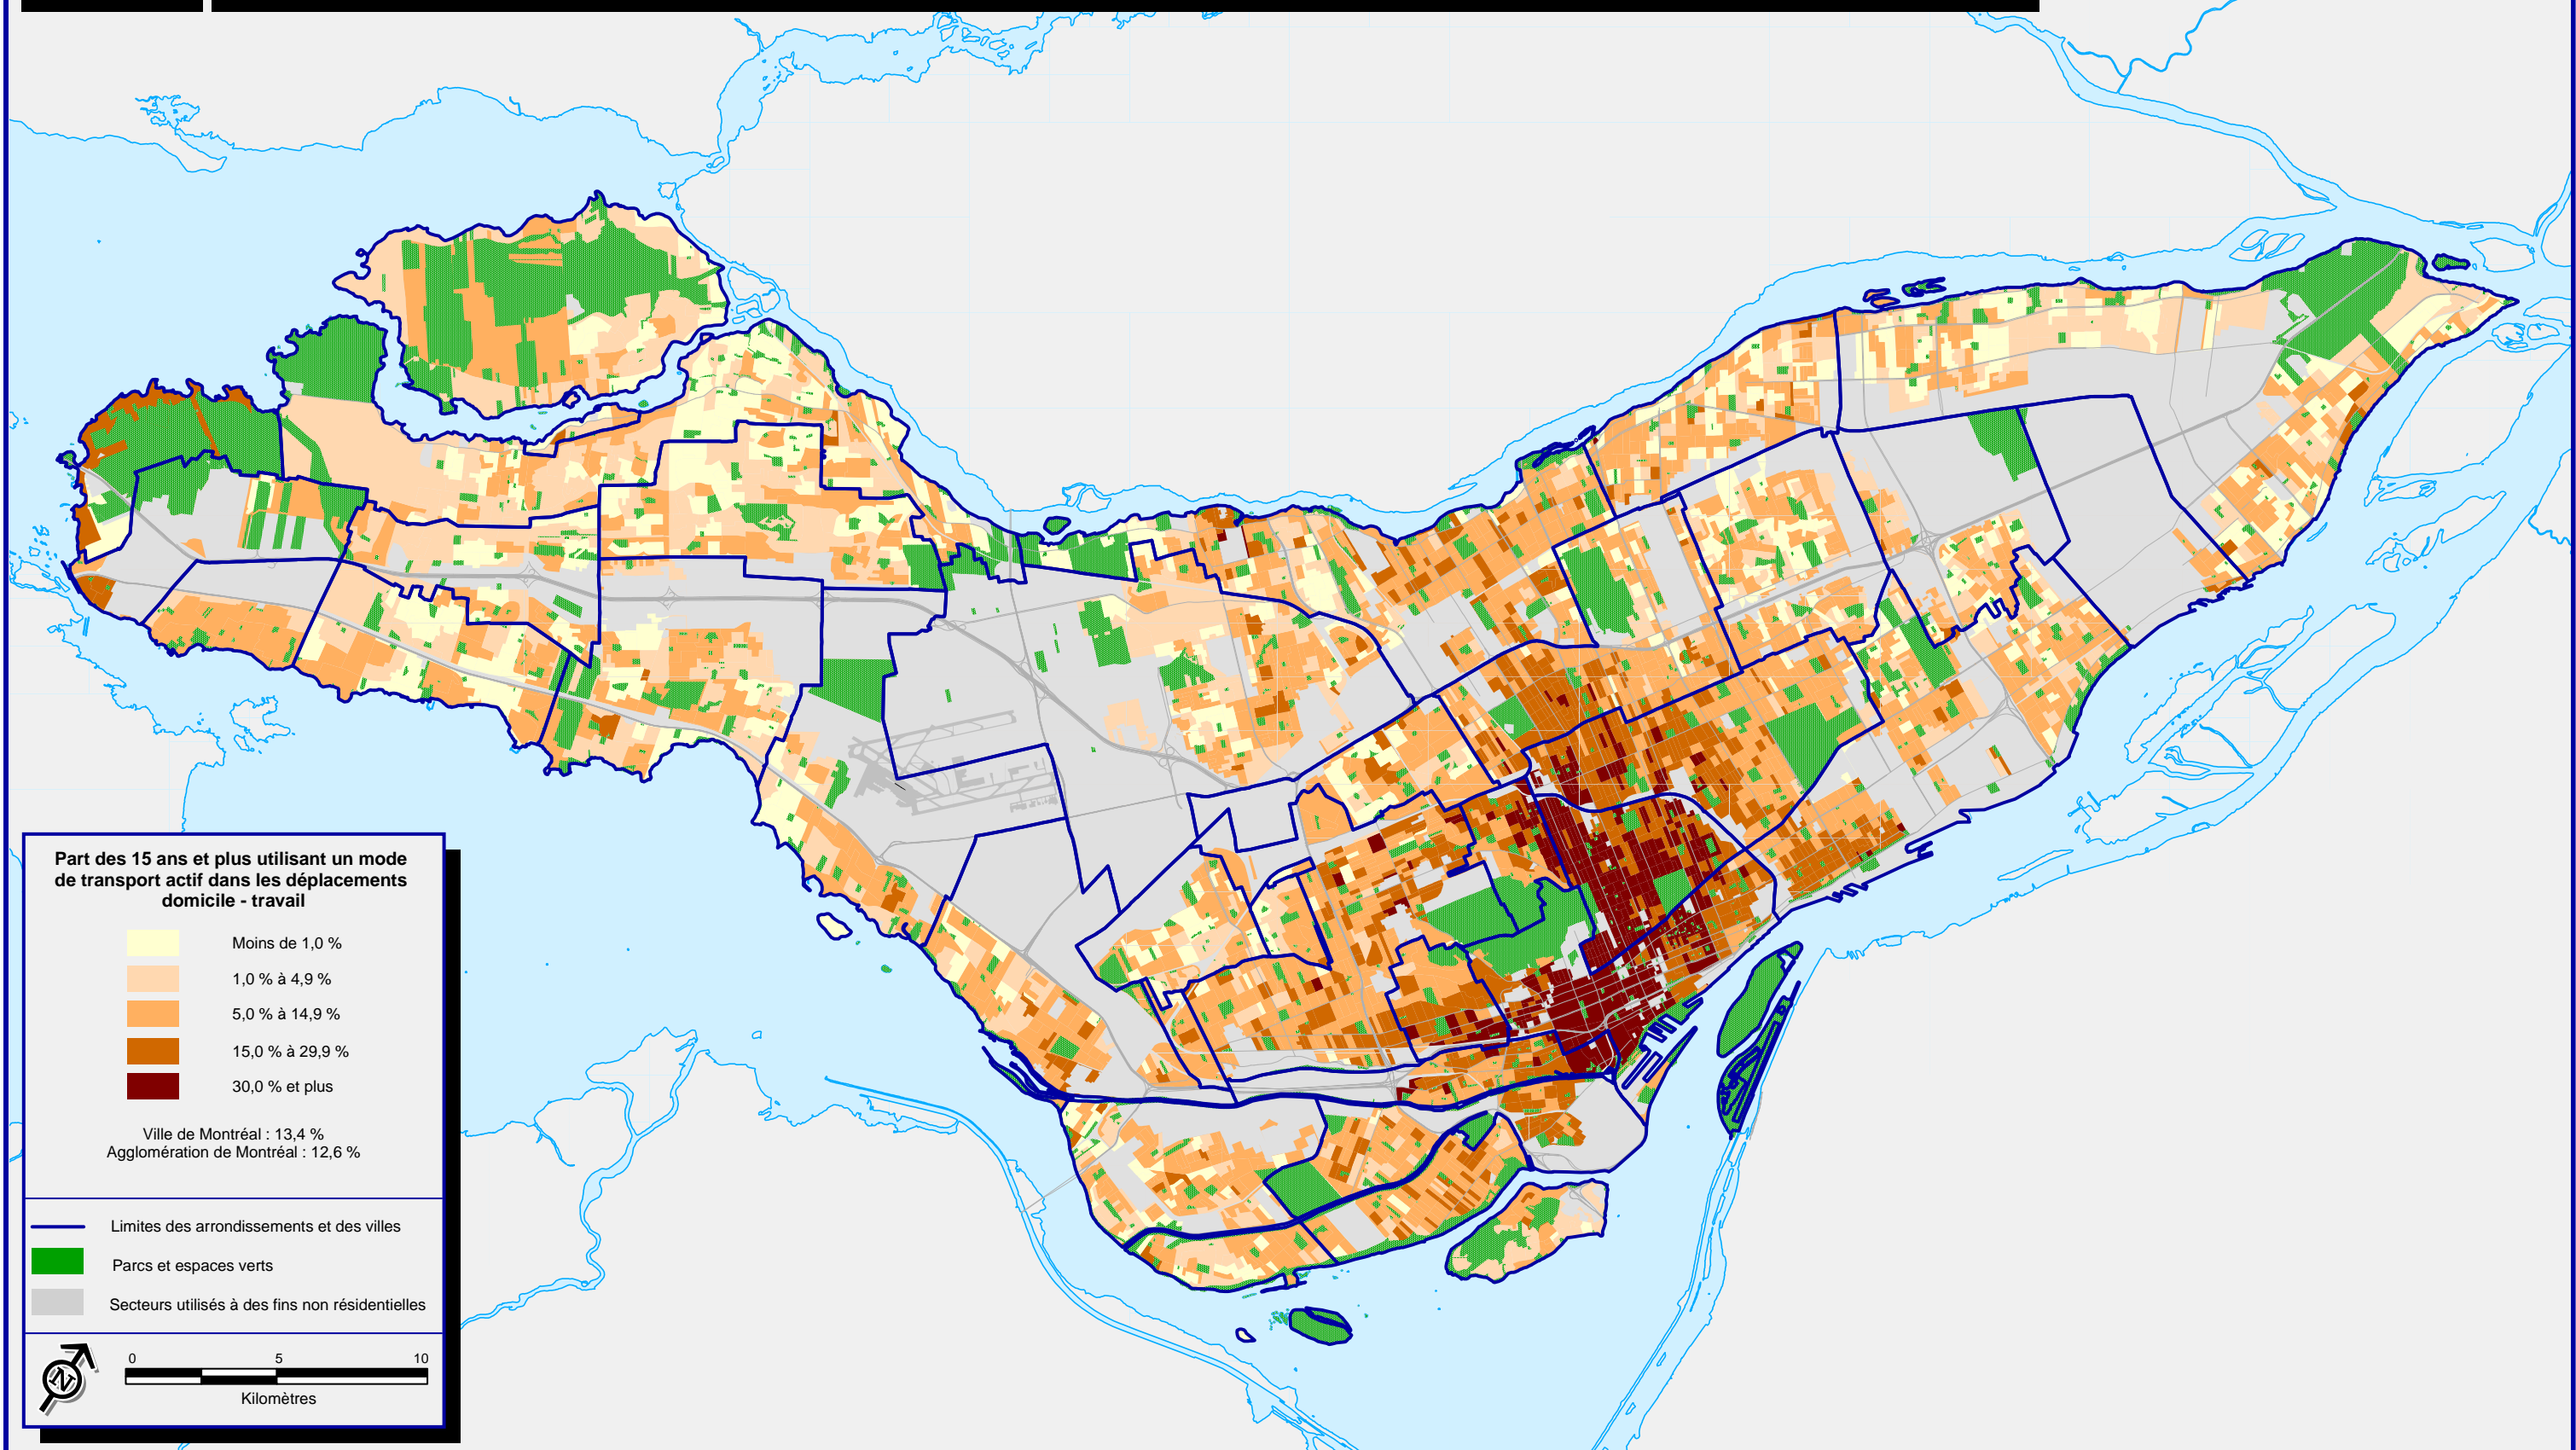 Part des 15 ans et plus utilisant un mode
de transport actif dans les déplacements
domicile - travail
Moins de 1,0 %
1,0 % à 4,9 %
5,0 % à 14,9 %
15,0 % à 29,9 %
30,0 % et plus
Ville de Montréal : 13,4 %
Agglomération de Montréal : 12,6 %
Limites des arrondissements et des villes
Parcs et espaces verts
Secteurs utilisés à des fins non résidentielles
N
0 5 10
Kilomètres